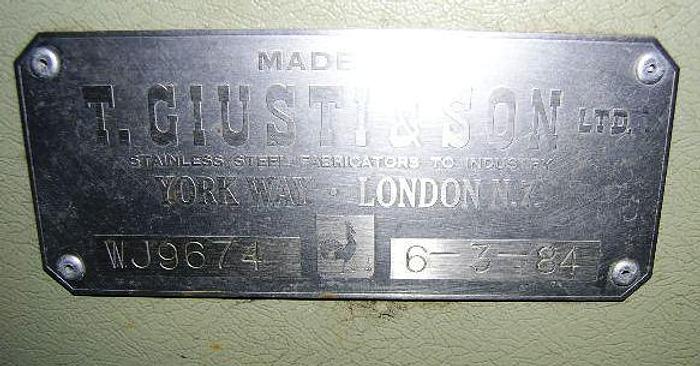 MADE
T. GIUSTI & SON LTD.
STAINLESS STEEL FABRICATORS TO INDUSTRY
YORK WAY · LONDON N.7.
WJ9674 6-3-84